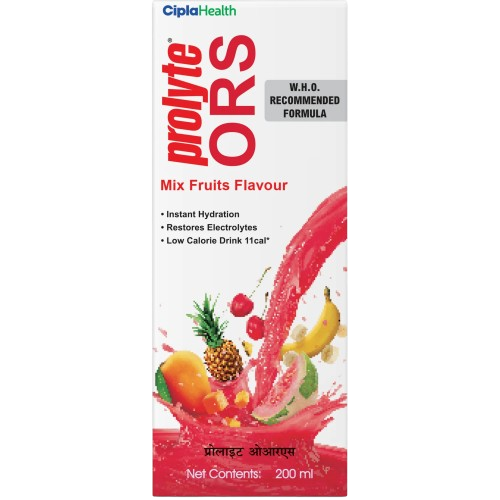 CiplaHealth
prolyte®
ORS
W.H.O.
RECOMMENDED
FORMULA
Mix Fruits Flavour
• Instant Hydration
• Restores Electrolytes
• Low Calorie Drink 11cal*
प्रोलाइट ओआरएस
Net Contents: 200 ml